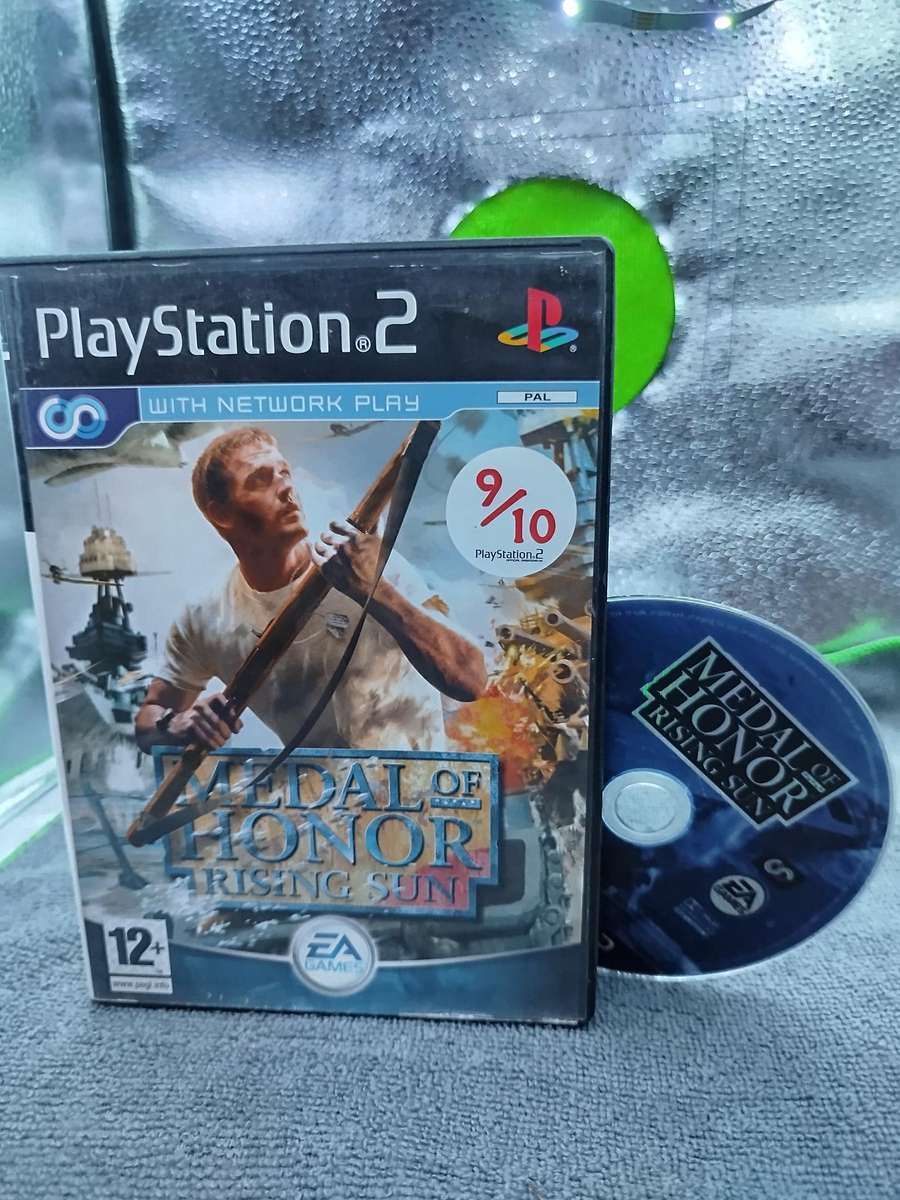 PlayStation®2
WITH NETWORK PLAY
PAL
9/10
PlayStation.2
MEDAL OF
HONOR
RISING SUN
12+
www.pegi.info
EA
GAMES
MEDAL OF
HONOR
RISING SUN
EA